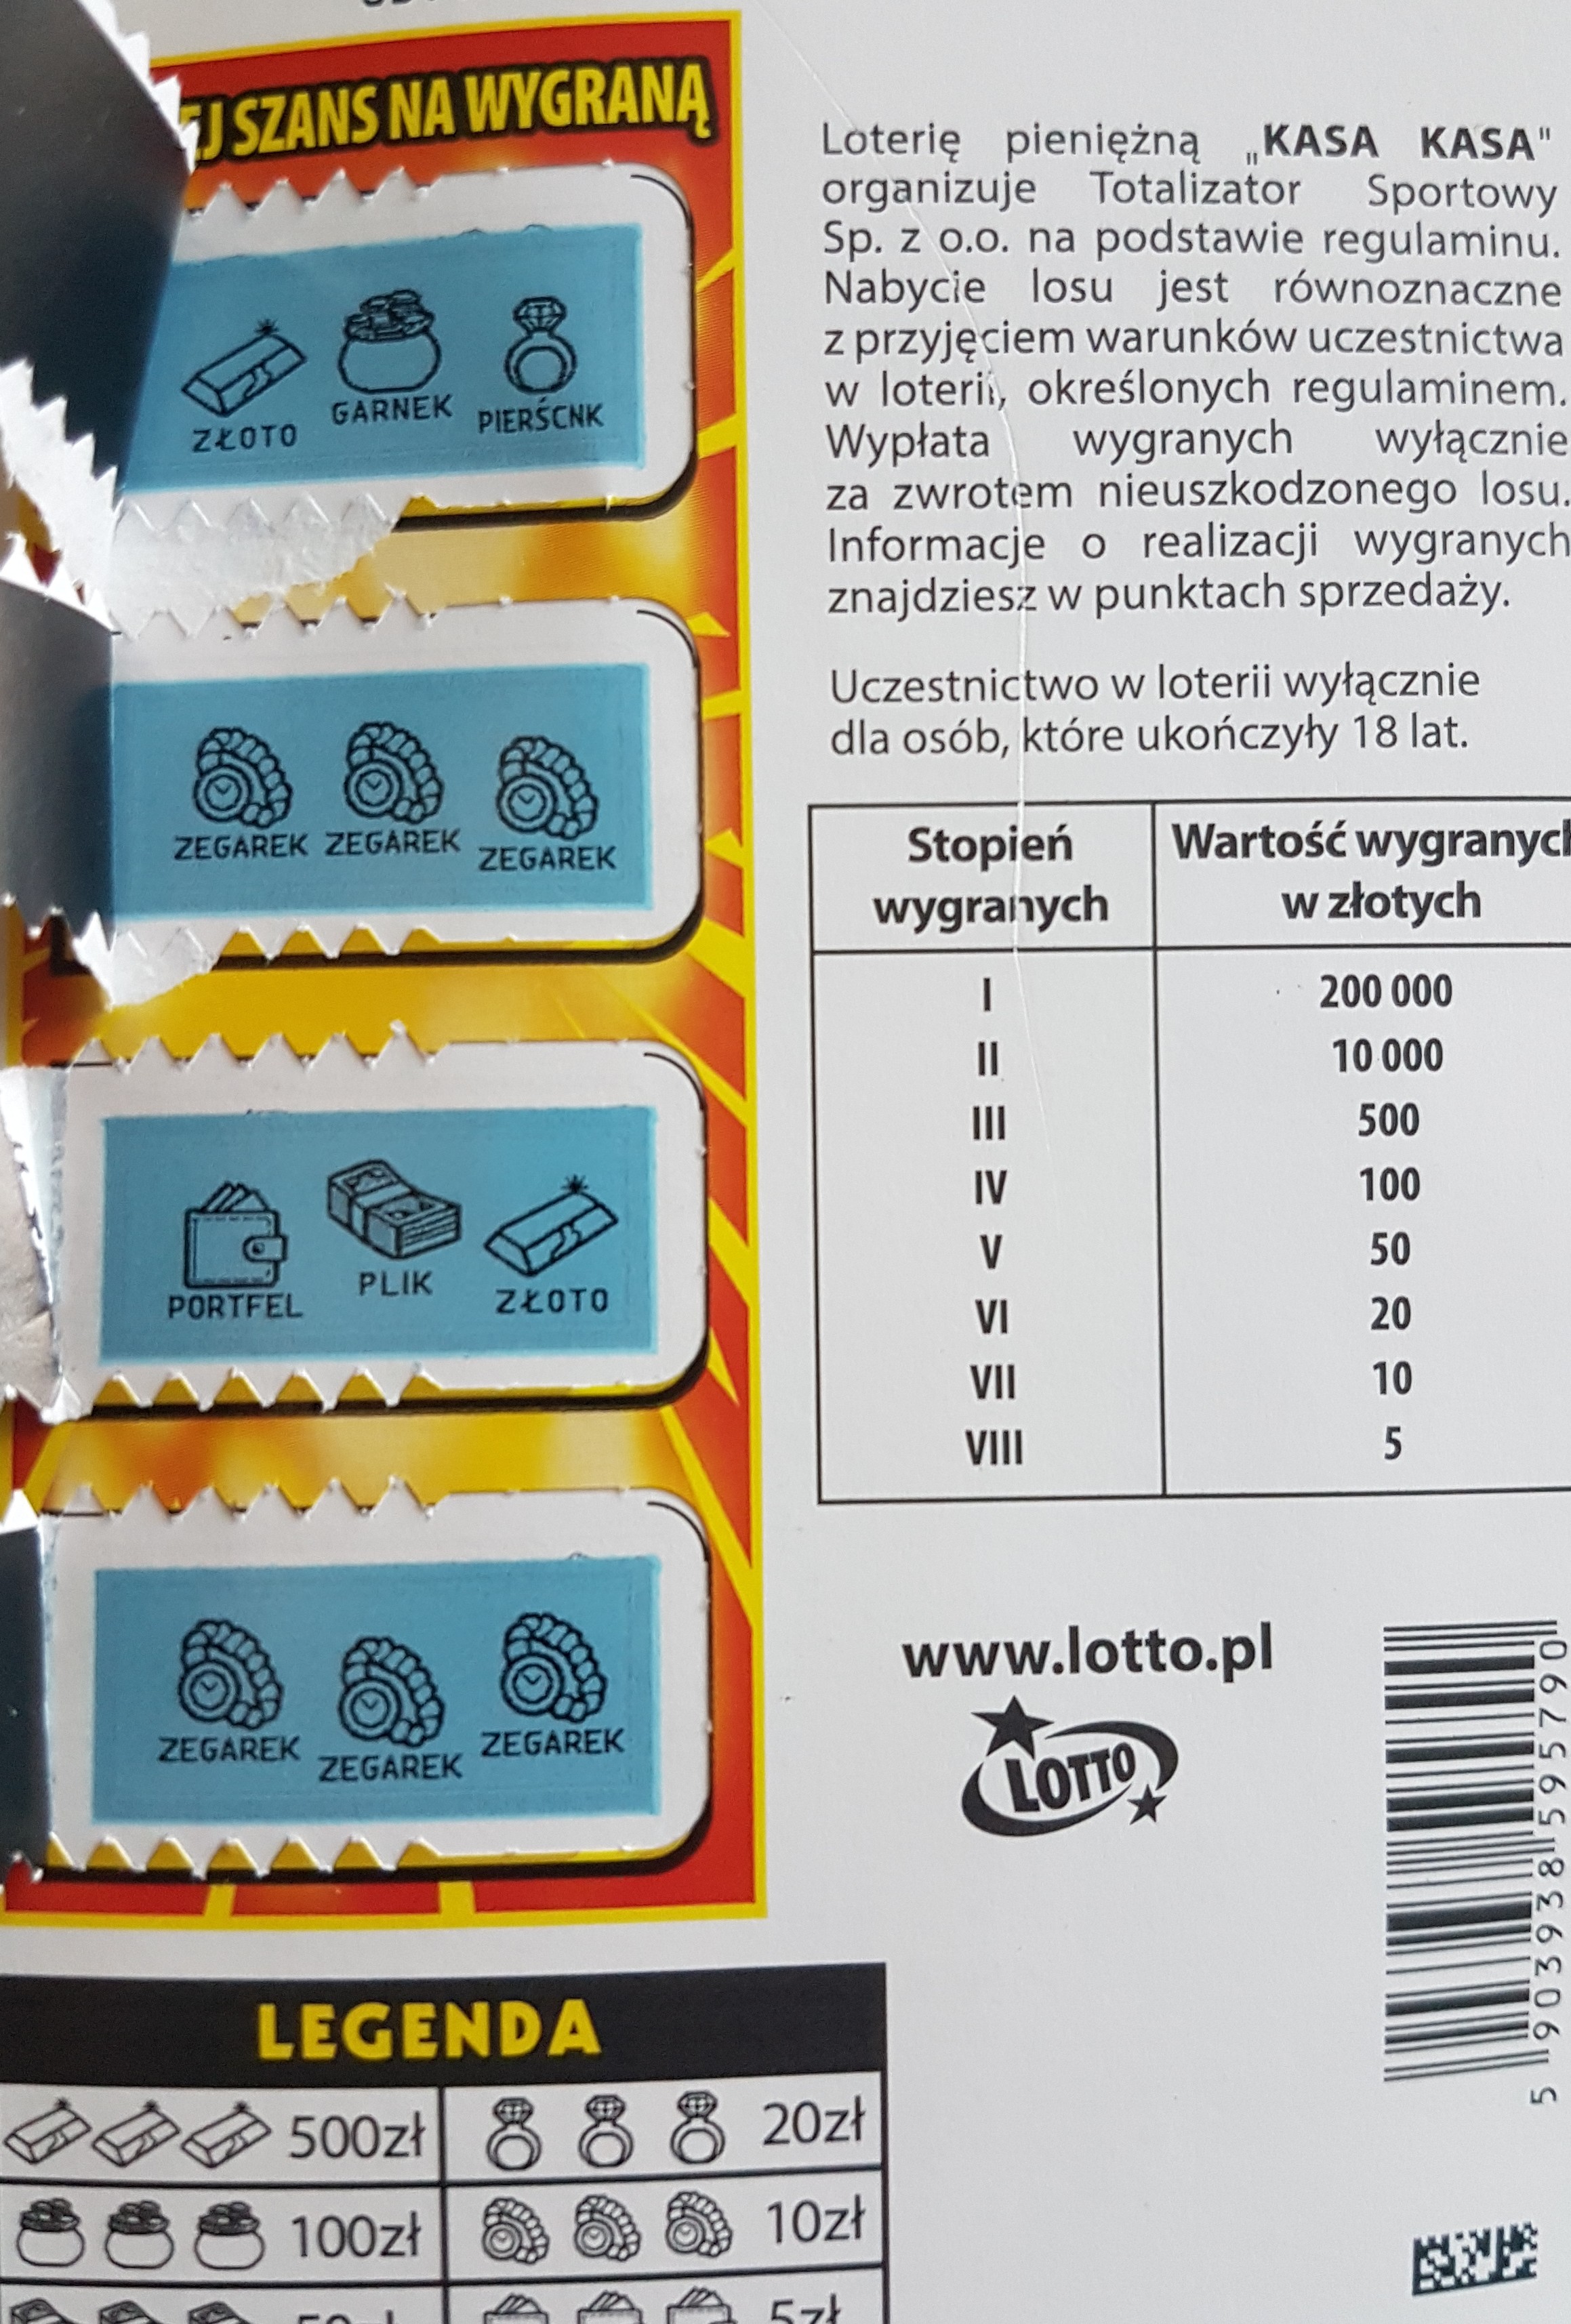 SZANS NA WYGRANĄ
ZŁOTO GARNEK PIERŚCNK
ZEGAREK ZEGAREK ZEGAREK
PORTFEL PLIK ZŁOTO
ZEGAREK ZEGAREK ZEGAREK
LEGENDA
500zł 20zł
100zł 10zł
5zł
Loterię pieniężną „KASA KASA"
organizuje Totalizator Sportowy
Sp. z o.o. na podstawie regulaminu.
Nabycie losu jest równoznaczne
z przyjęciem warunków uczestnictwa
w loterii, określonych regulaminem.
Wypłata wygranych wyłącznie
za zwrotem nieuszkodzonego losu.
Informacje o realizacji wygranych
znajdziesz w punktach sprzedaży.
Uczestnictwo w loterii wyłącznie
dla osób, które ukończyły 18 lat.
Stopień wygranych Wartość wygranych w złotych
I 200 000
II 10 000
III 500
IV 100
V 50
VI 20
VII 10
VIII 5
www.lotto.pl
LOTTO
5 903938 595790